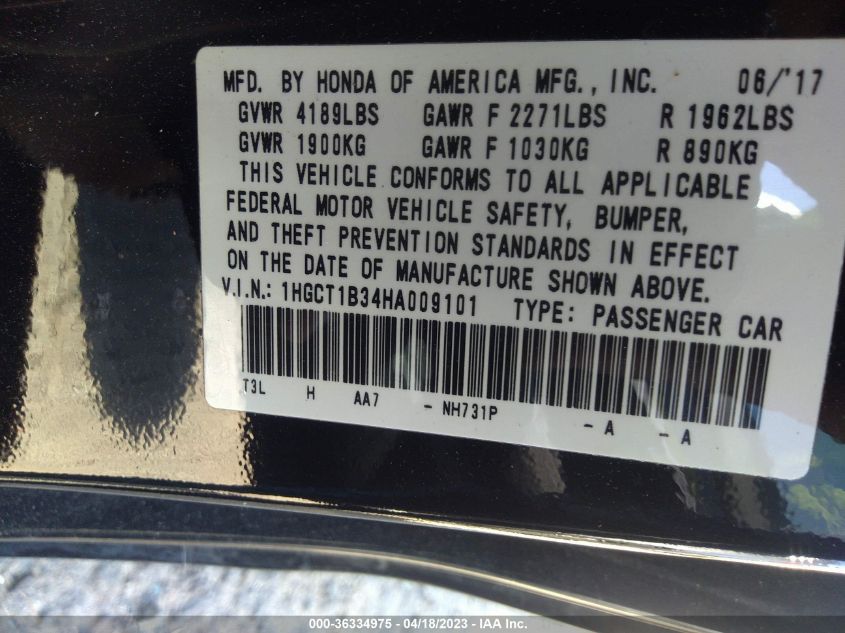 MFD. BY HONDA OF AMERICA MFG., INC. 06/'17
GVWR 4189LBS GAWR F 2271LBS R 1962LBS
GVWR 1900KG GAWR F 1030KG R 890KG
THIS VEHICLE CONFORMS TO ALL APPLICABLE
FEDERAL MOTOR VEHICLE SAFETY, BUMPER,
AND THEFT PREVENTION STANDARDS IN EFFECT
ON THE DATE OF MANUFACTURE SHOWN ABOVE.
V.I.N.: 1HGCT1B34HA009101 TYPE: PASSENGER CAR
T3L H AA7 - NH731P - A - A
000-36334975 - 04/18/2023 - IAA Inc.